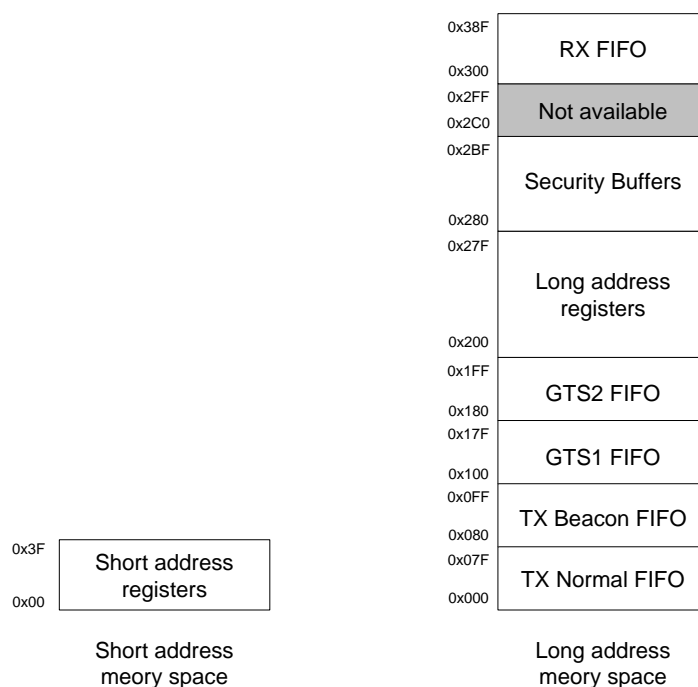 0x38F
RX FIFO
0x300
0x2FF
Not available
0x2C0
0x2BF
Security Buffers
0x280
0x27F
Long address
registers
0x200
0x1FF
GTS2 FIFO
0x180
0x17F
GTS1 FIFO
0x100
0x0FF
TX Beacon FIFO
0x080
0x07F
TX Normal FIFO
0x000
0x3F
Short address
registers
0x00
Short address
meory space
Long address
meory space